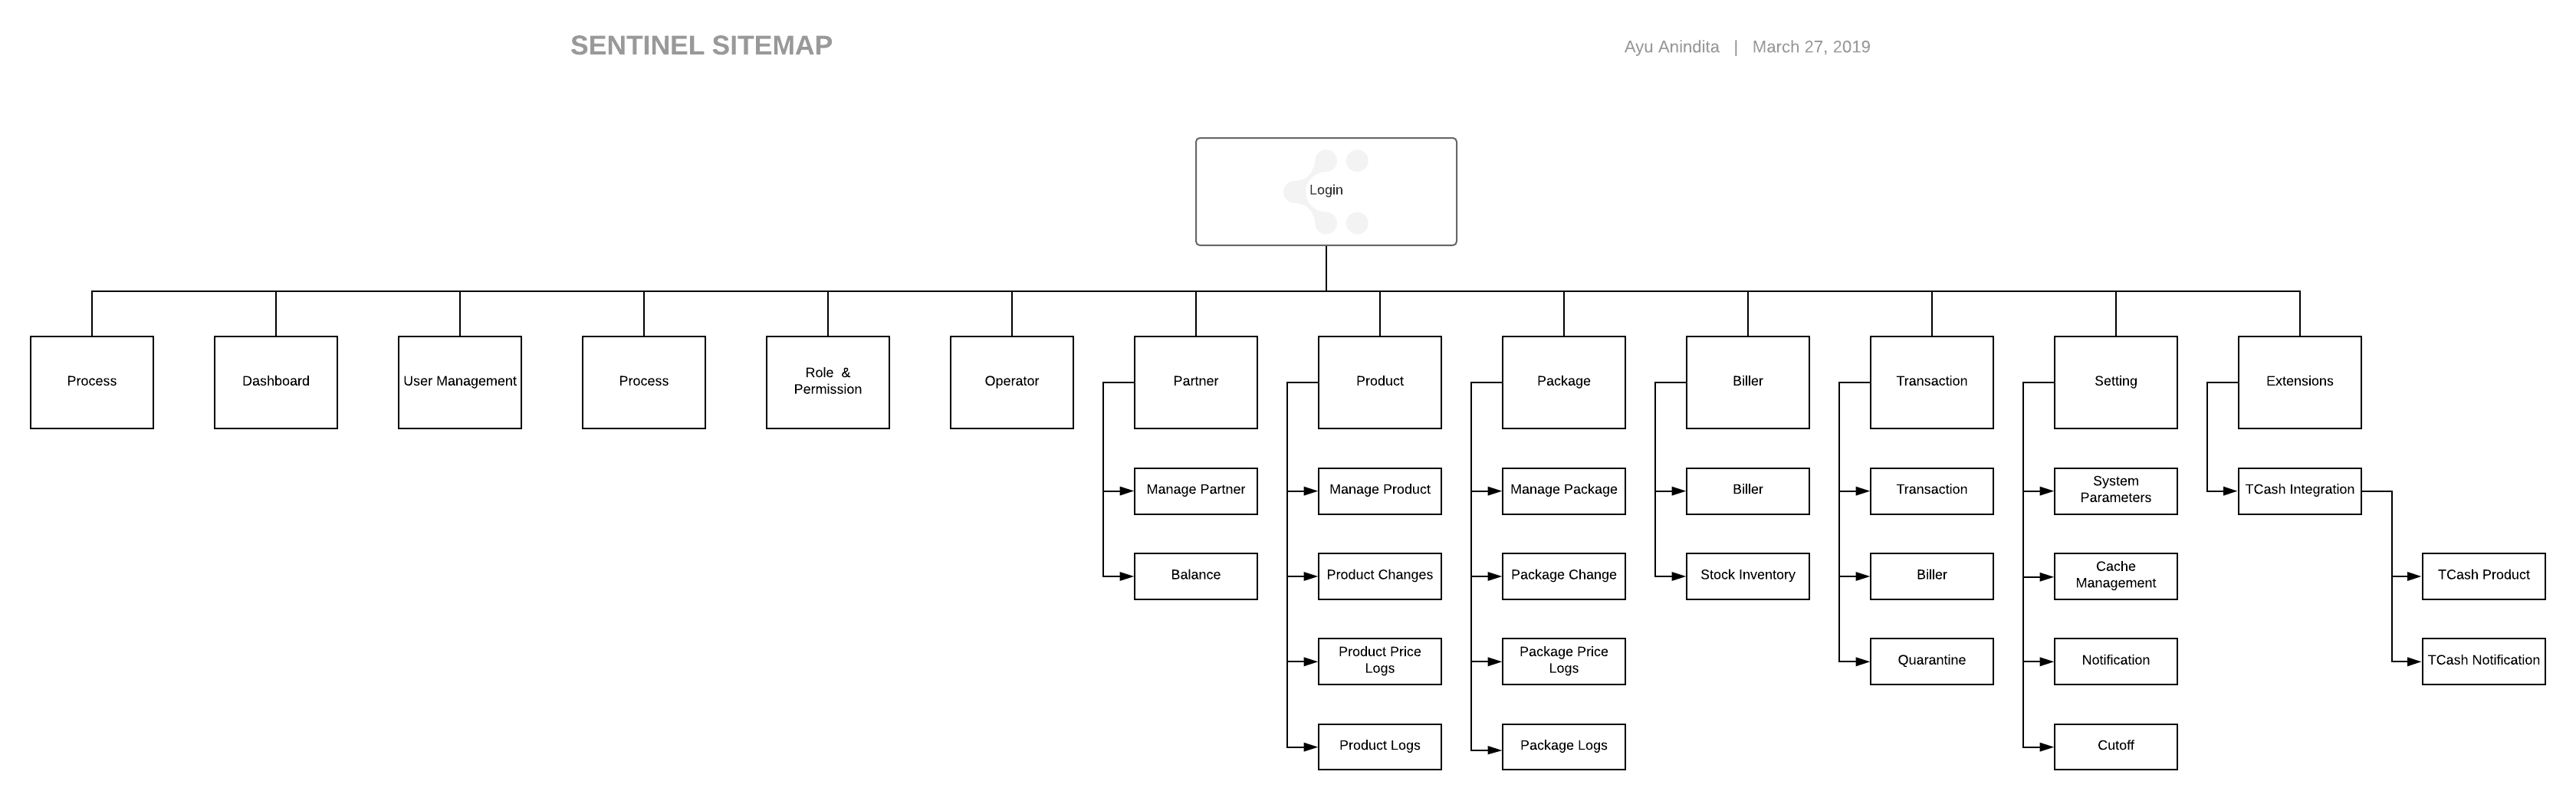 SENTINEL SITEMAP
Ayu Anindita | March 27, 2019
Login
Process
Dashboard
User Management
Process
Role &
Permission
Operator
Partner
Product
Package
Biller
Transaction
Setting
Extensions
Manage Partner
Manage Product
Manage Package
Biller
Transaction
System
Parameters
TCash Integration
Balance
Product Changes
Package Change
Stock Inventory
Biller
Cache
Management
TCash Product
Product Price
Logs
Package Price
Logs
Quarantine
Notification
TCash Notification
Product Logs
Package Logs
Cutoff